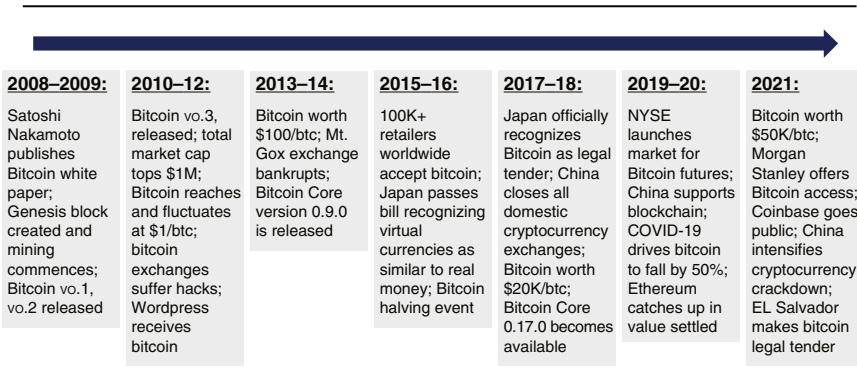 2008–2009:
Satoshi
Nakamoto
publishes
Bitcoin white
paper;
Genesis block
created and
mining
commences;
Bitcoin vo.1,
vo.2 released
2010–12:
Bitcoin vo.3,
released; total
market cap
tops $1M;
Bitcoin reaches
and fluctuates
at $1/btc;
bitcoin
exchanges
suffer hacks;
Wordpress
receives
bitcoin
2013–14:
Bitcoin worth
$100/btc; Mt.
Gox exchange
bankrupts;
Bitcoin Core
version 0.9.0
is released
2015–16:
100K+
retailers
worldwide
accept bitcoin;
Japan passes
bill recognizing
virtual
currencies as
similar to real
money; Bitcoin
halving event
2017–18:
Japan officially
recognizes
Bitcoin as legal
tender; China
closes all
domestic
cryptocurrency
exchanges;
Bitcoin worth
$20K/btc;
Bitcoin Core
0.17.0 becomes
available
2019–20:
NYSE
launches
market for
Bitcoin futures;
China supports
blockchain;
COVID-19
drives bitcoin
to fall by 50%;
Ethereum
catches up in
value settled
2021:
Bitcoin worth
$50K/btc;
Morgan
Stanley offers
Bitcoin access;
Coinbase goes
public; China
intensifies
cryptocurrency
crackdown;
EL Salvador
makes bitcoin
legal tender